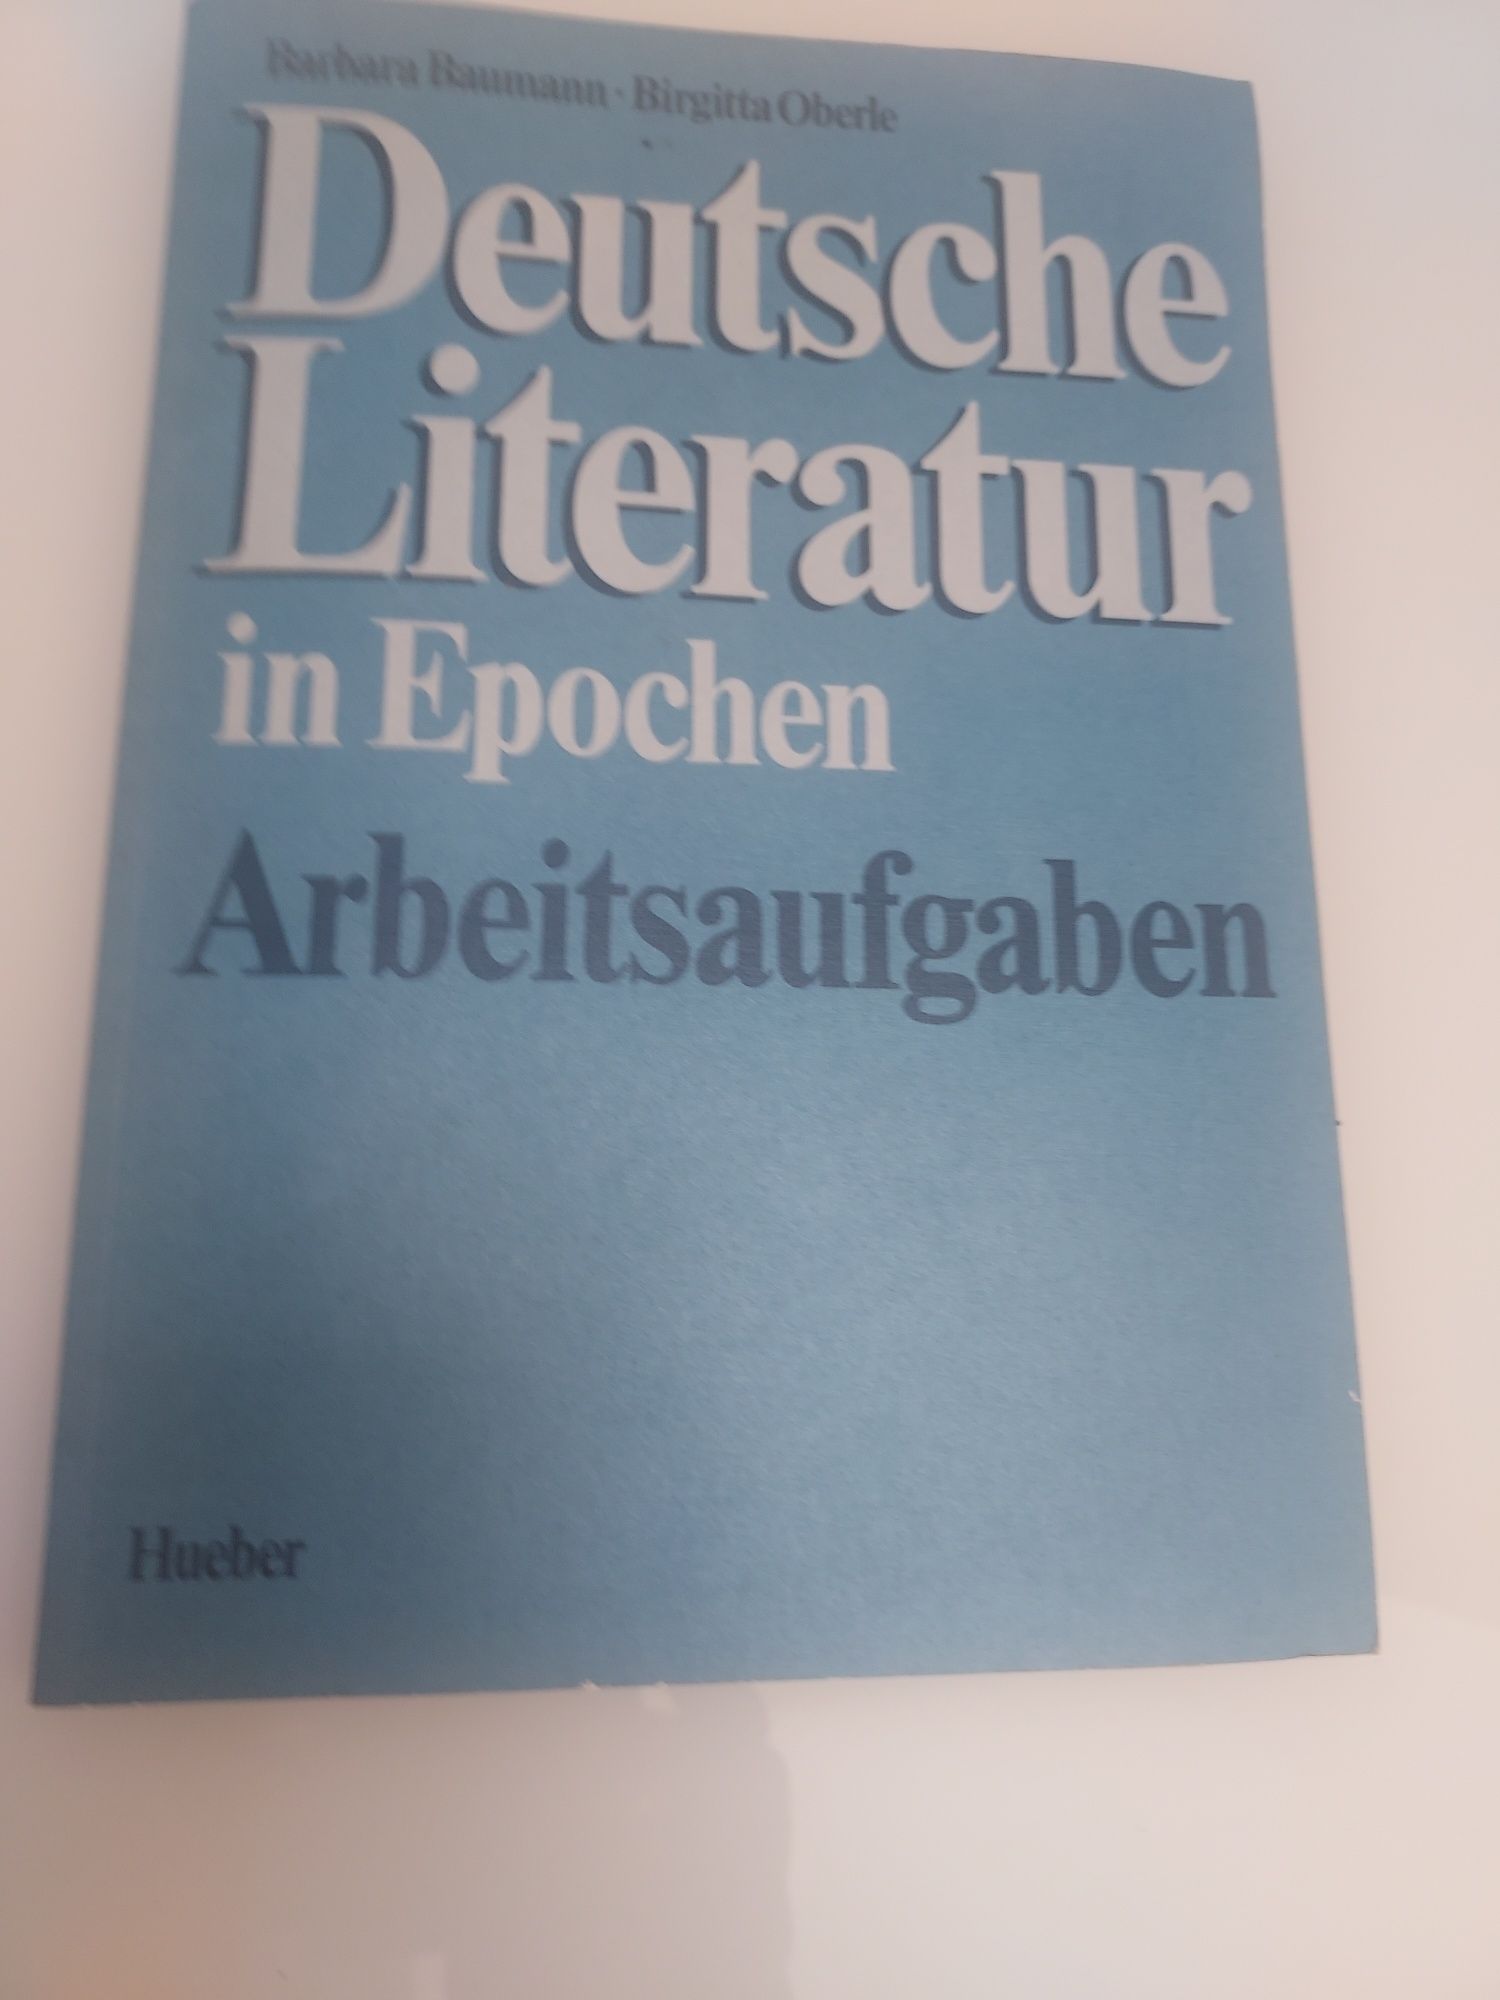 Barbara Baumann · Birgitta Oberle
Deutsche
Literatur
in Epochen
Arbeitsaufgaben
Hueber